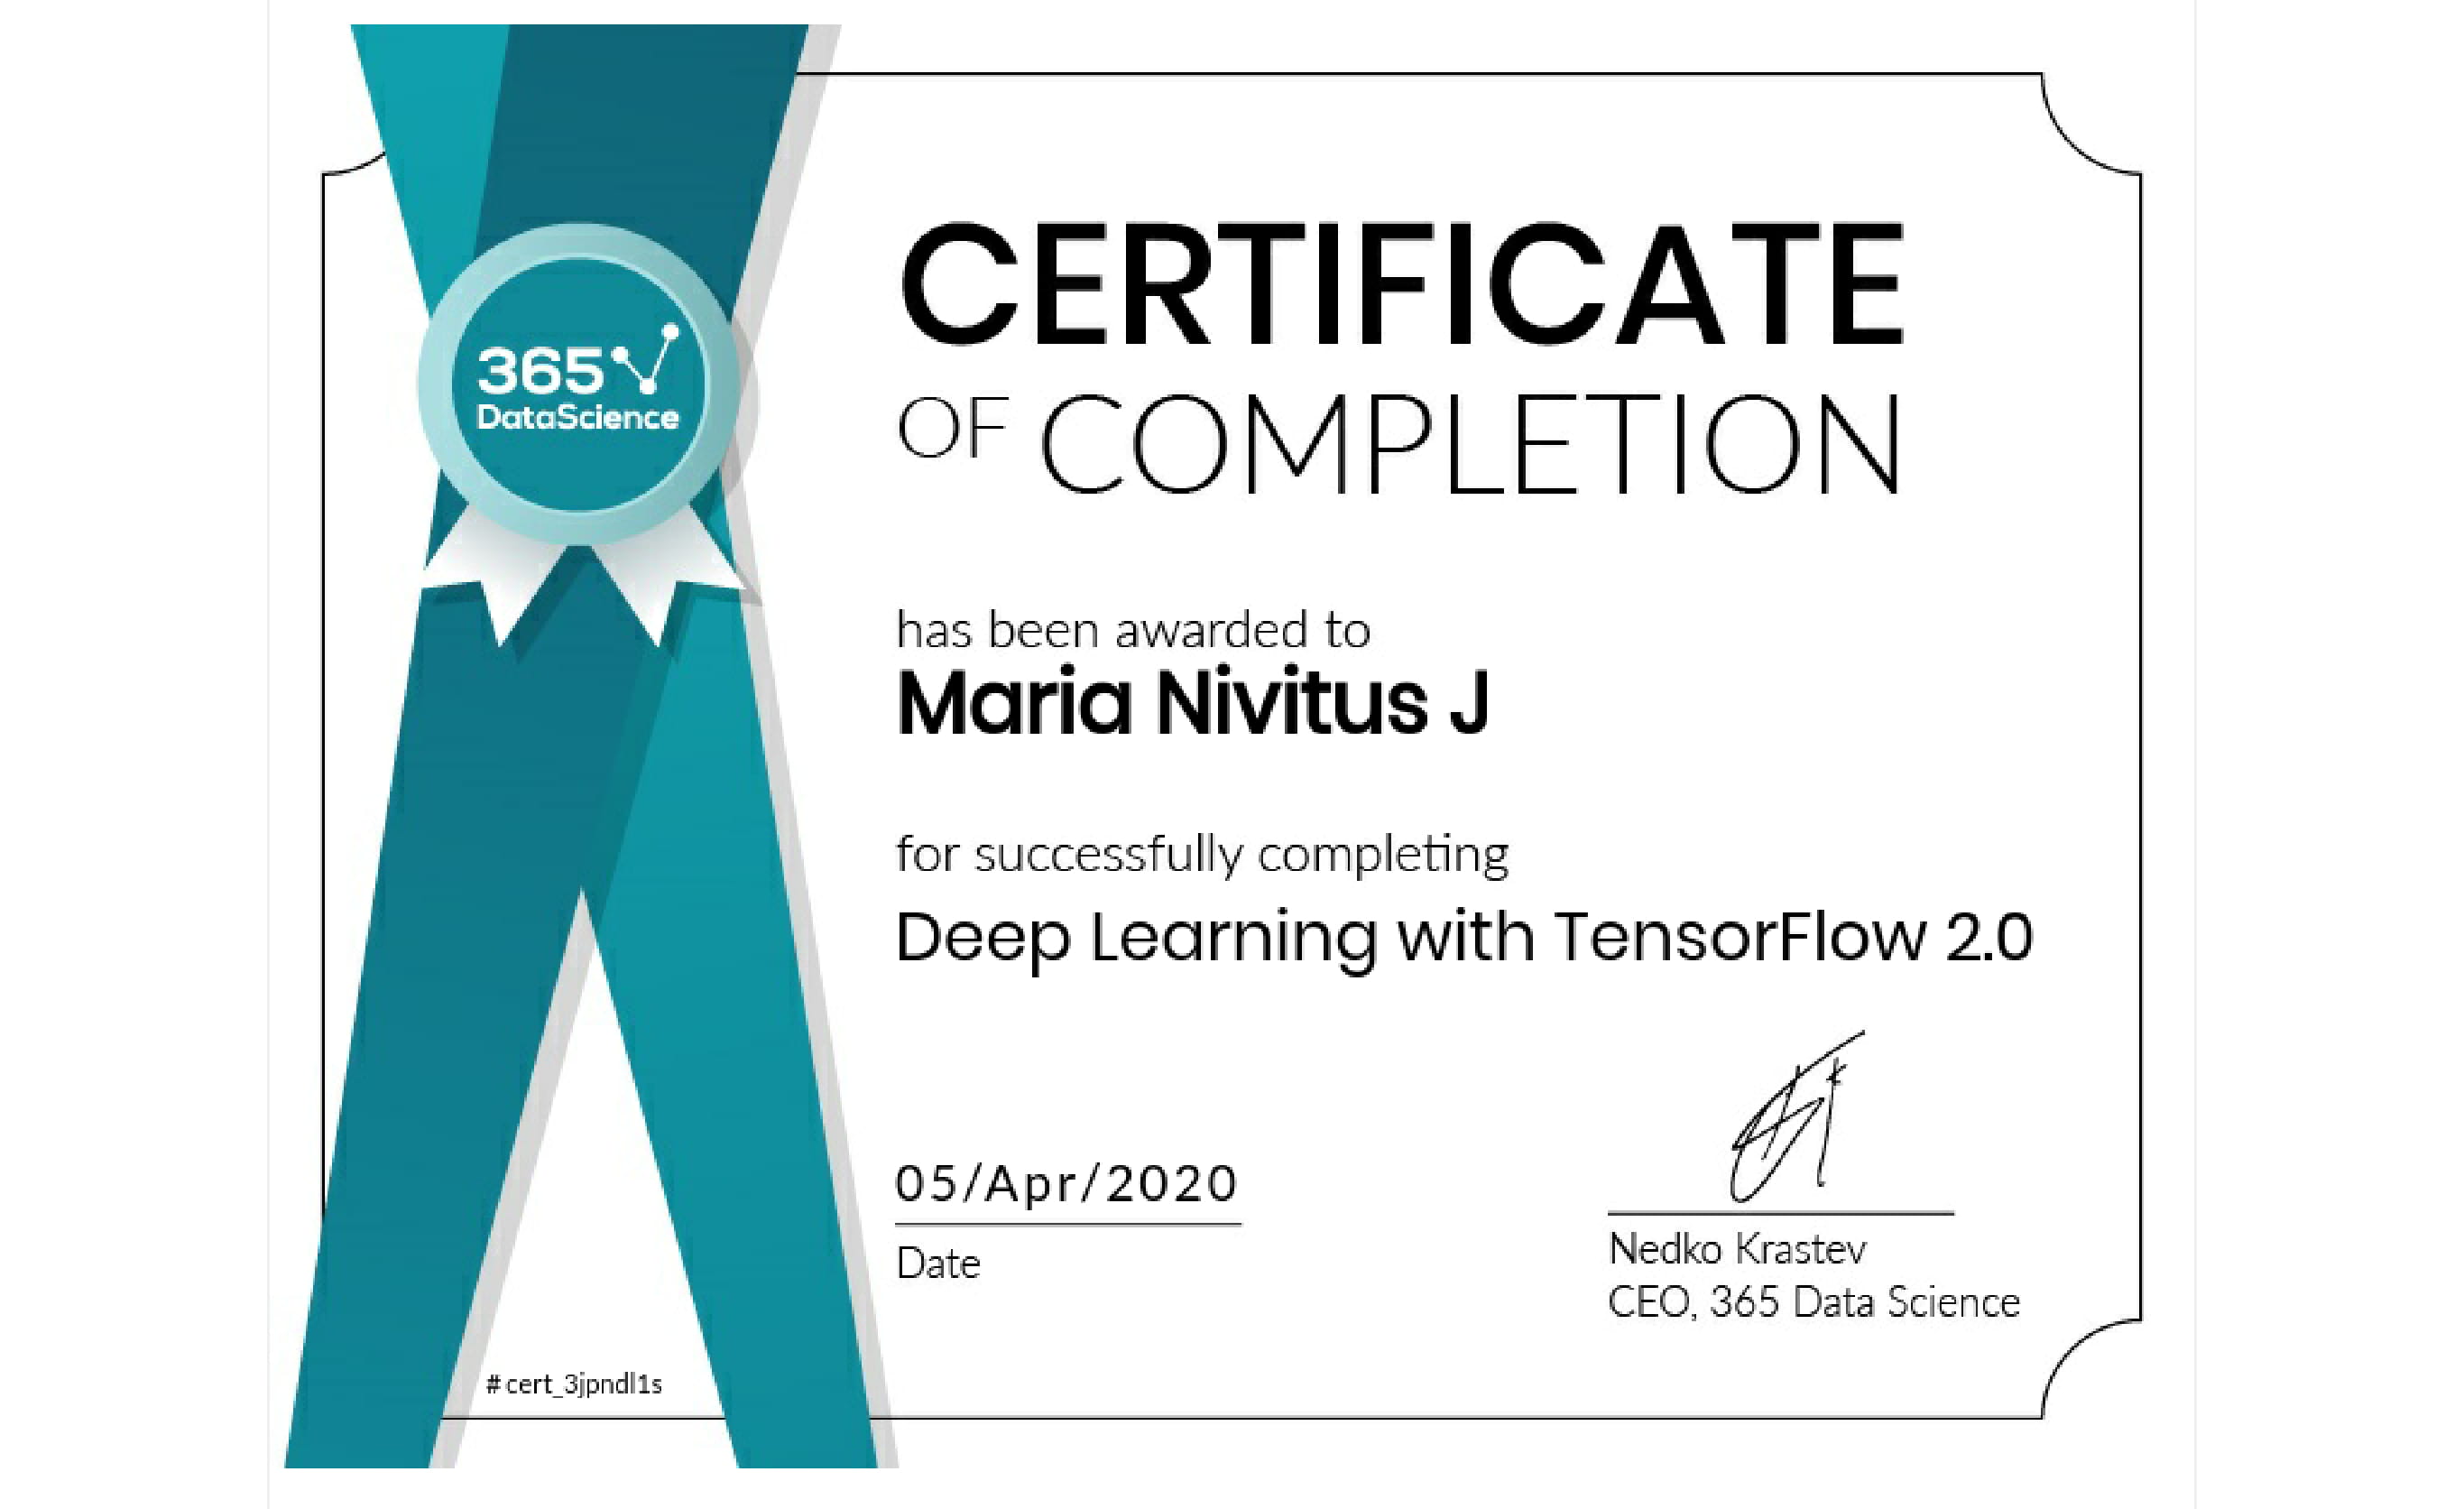 365
DataScience
CERTIFICATE
OF COMPLETION
has been awarded to
Maria Nivitus J
for successfully completing
Deep Learning with TensorFlow 2.0
05/Apr/2020
Date
Nedko Krastev
CEO, 365 Data Science
# cert_3jpndl1s